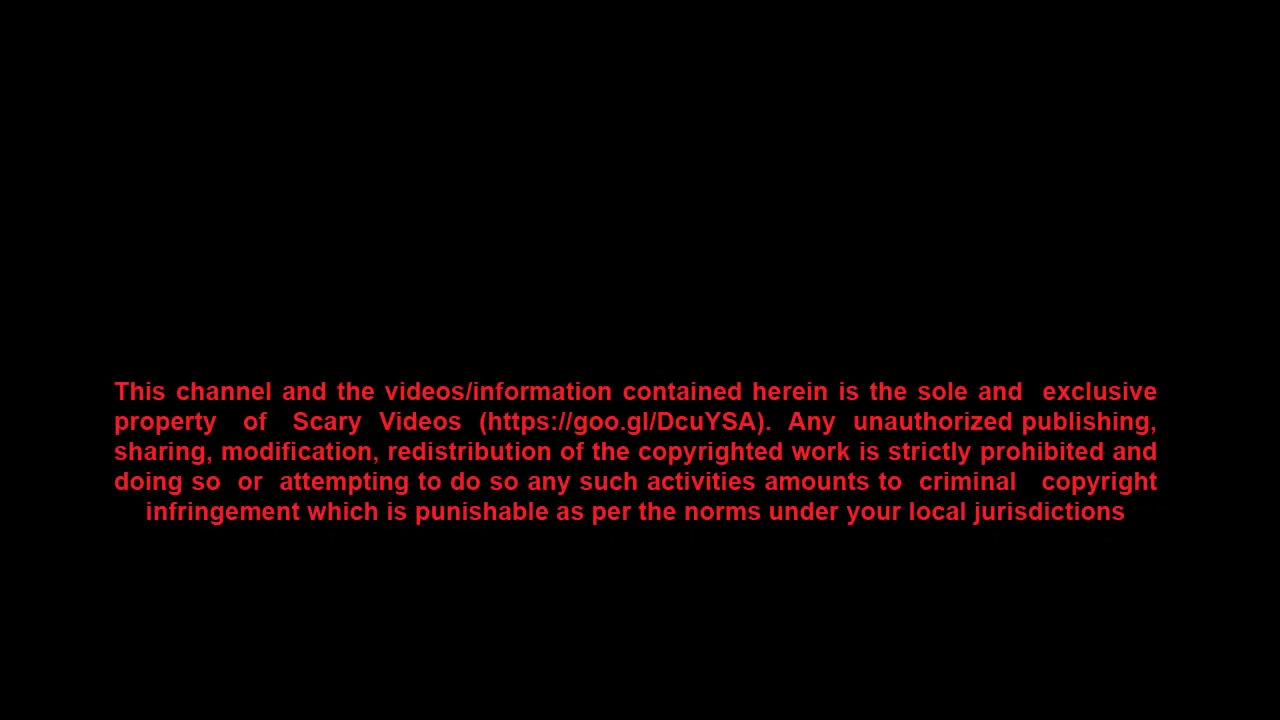 This channel and the videos/information contained herein is the sole and exclusive
property of Scary Videos (https://goo.gl/DcuYSA). Any unauthorized publishing,
sharing, modification, redistribution of the copyrighted work is strictly prohibited and
doing so or attempting to do so any such activities amounts to criminal copyright
infringement which is punishable as per the norms under your local jurisdictions